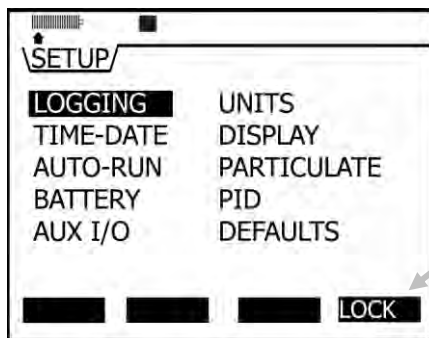 SETUP
LOGGING UNITS
TIME-DATE DISPLAY
AUTO-RUN PARTICULATE
BATTERY PID
AUX I/O DEFAULTS
LOCK